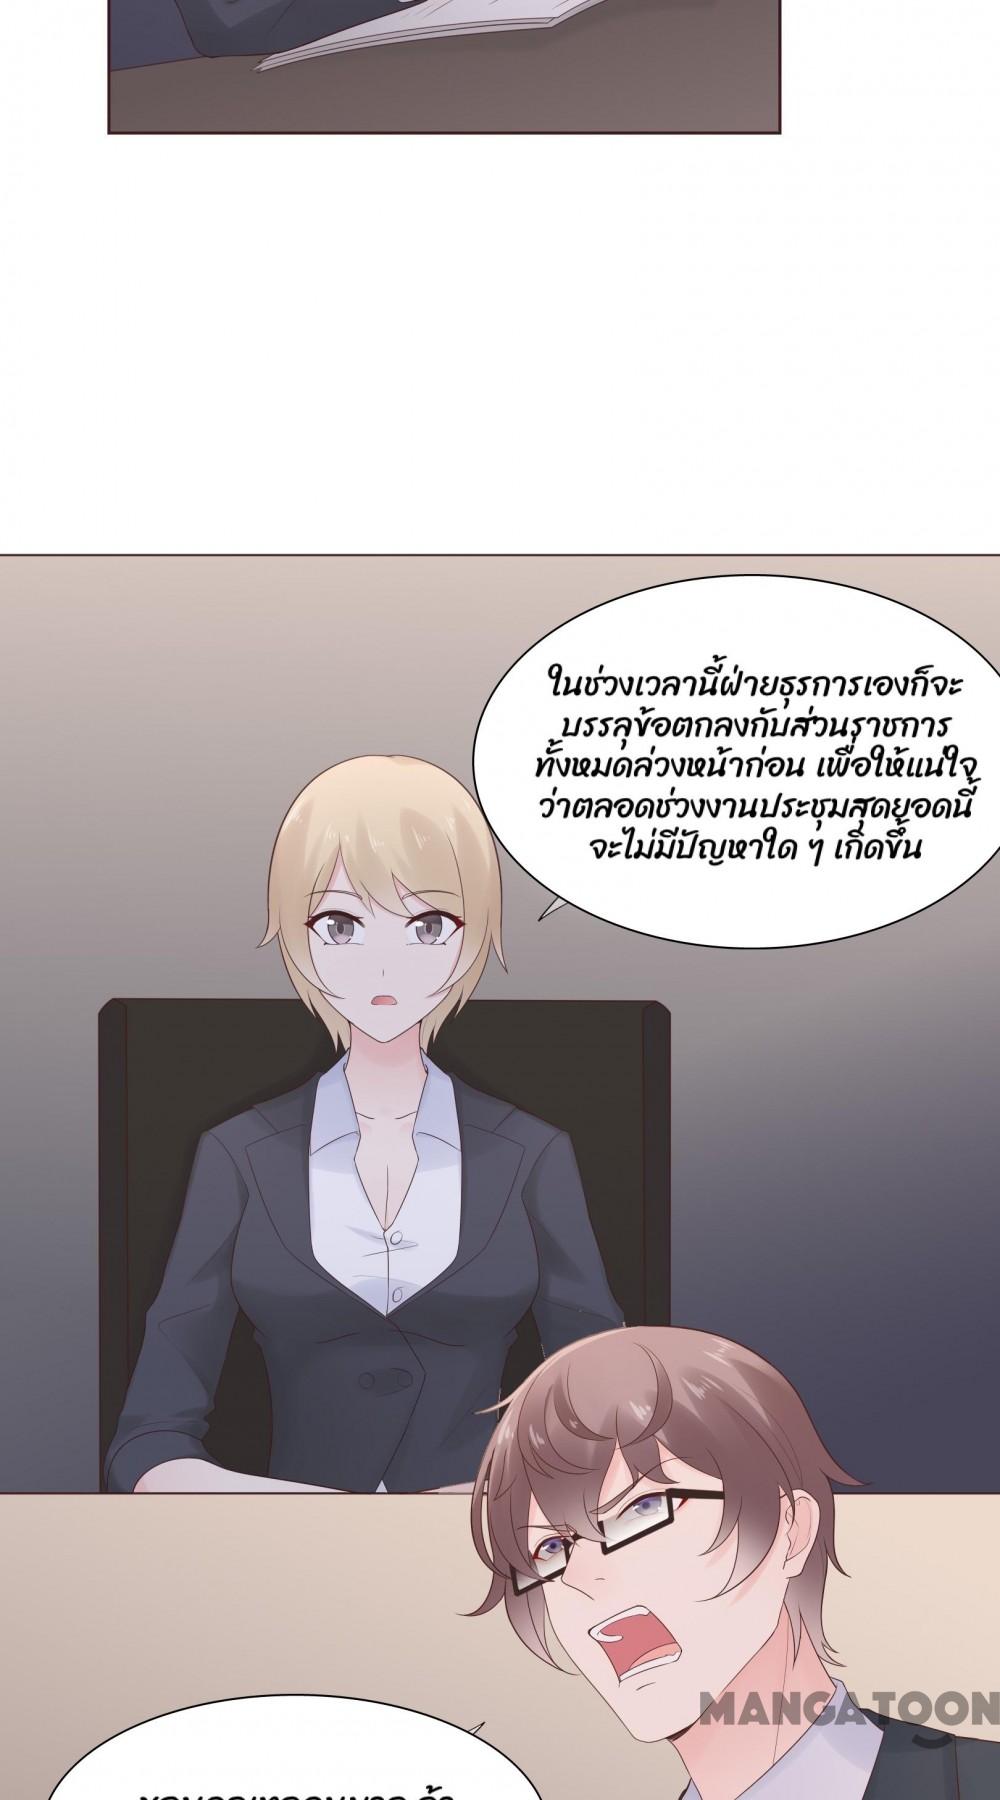 ในช่วงเวลานี้ฝ่ายธุรการเองก็จะ
บรรลุข้อตกลงกับส่วนราชการ
ทั้งหมดล่วงหน้าก่อน เพื่อให้แน่ใจ
ว่าตลอดช่วงงานประชุมสุดยอดนี้
จะไม่มีปัญหาใด ๆ เกิดขึ้น
MANGATOON